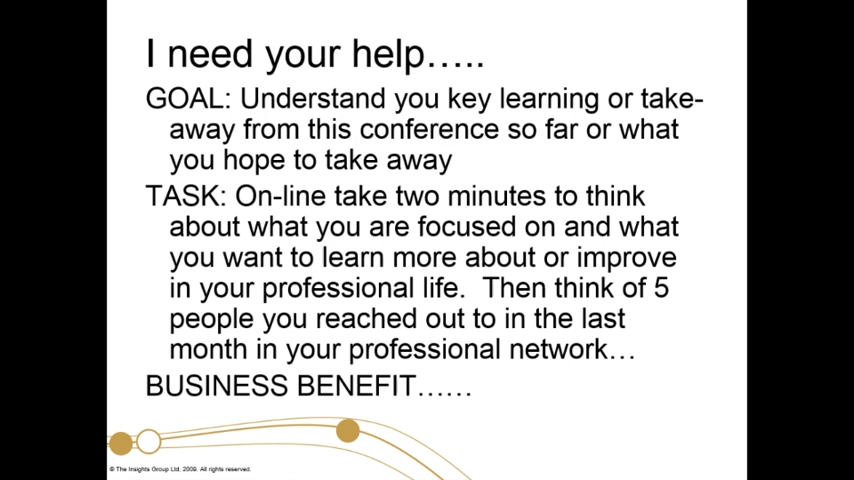 I need your help…..
GOAL: Understand you key learning or take-
away from this conference so far or what
you hope to take away
TASK: On-line take two minutes to think
about what you are focused on and what
you want to learn more about or improve
in your professional life.  Then think of 5
people you reached out to in the last
month in your professional network…
BUSINESS BENEFIT……
© The Insights Group Ltd, 2009. All rights reserved.